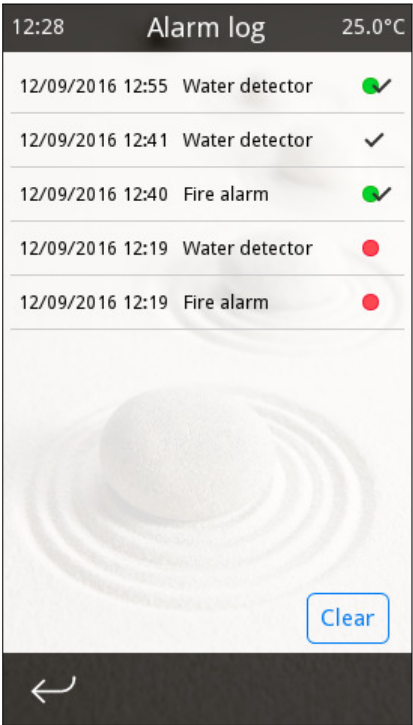 12:28 Alarm log 25.0°C
12/09/2016 12:55 Water detector
12/09/2016 12:41 Water detector
12/09/2016 12:40 Fire alarm
12/09/2016 12:19 Water detector
12/09/2016 12:19 Fire alarm
Clear